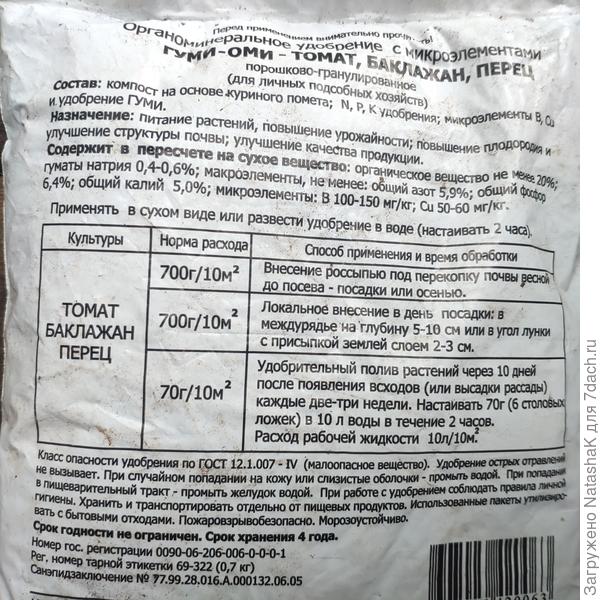 Перед применением внимательно прочтать!
Органоминеральное удобрение с микроэлементами
ГУМИ-ОМИ - ТОМАТ, БАКЛАЖАН, ПЕРЕЦ
порошково-гранулированное
(для личных подсобных хозяйств)
Состав: компост на основе куриного помета; N, P, K удобрения; микроэлементы B, Cu
и удобрение ГУМИ.
Назначение: питание растений, повышение урожайности; повышение плодородия и
улучшение структуры почвы; улучшение качества продукции.
Содержит в пересчете на сухое вещество: органическое вещество не менее 20%;
гуматы натрия 0,4-0,6%; макроэлементы, не менее: общий азот 5,9%; общий фосфор
6,4%; общий калий 5,0%; микроэлементы: B 100-150 мг/кг; Cu 50-60 мг/кг.
Применять в сухом виде или развести удобрение в воде (настаивать 2 часа).
Культуры Норма расхода Способ применения и время обработки
ТОМАТ
БАКЛАЖАН
ПЕРЕЦ
700г/10м²
Внесение россыпью под перекопку почвы весной
до посева - посадки или осенью.
700г/10м²
Локальное внесение в день посадки: в
междурядье на глубину 5-10 см или в угол лунки
с присыпкой землей слоем 2-3 см.
70г/10м²
Удобрительный полив растений через 10 дней
после появления всходов (или высадки рассады)
каждые две-три недели. Настаивать 70г (6 столовых
ложек) в 10 л воды в течение 2 часов.
Расход рабочей жидкости 10л/10м²
Класс опасности удобрения по ГОСТ 12.1.007 - IV (малоопасное вещество). Удобрение острых отравлений
не вызывает. При случайном попадании на кожу или слизистые оболочки - промыть водой. При попадании
в пищеварительный тракт - промыть желудок водой. При работе с удобрением соблюдать правила личной
гигиены. Хранить и транспортировать отдельно от пищевых продуктов. Использованные пакеты утилизиро-
вать с бытовыми отходами. Пожаровзрывобезопасно. Морозоустойчиво.
Срок годности не ограничен. Срок хранения 4 года.
Номер гос. регистрации 0090-06-206-006-0-0-0-1
Рег, номер тарной этикетки 69-322 (0,7 кг)
Санэпидзаключение № 77.99.28.016.А.000132.06.05
Загружено NatashaK для 7dach.ru